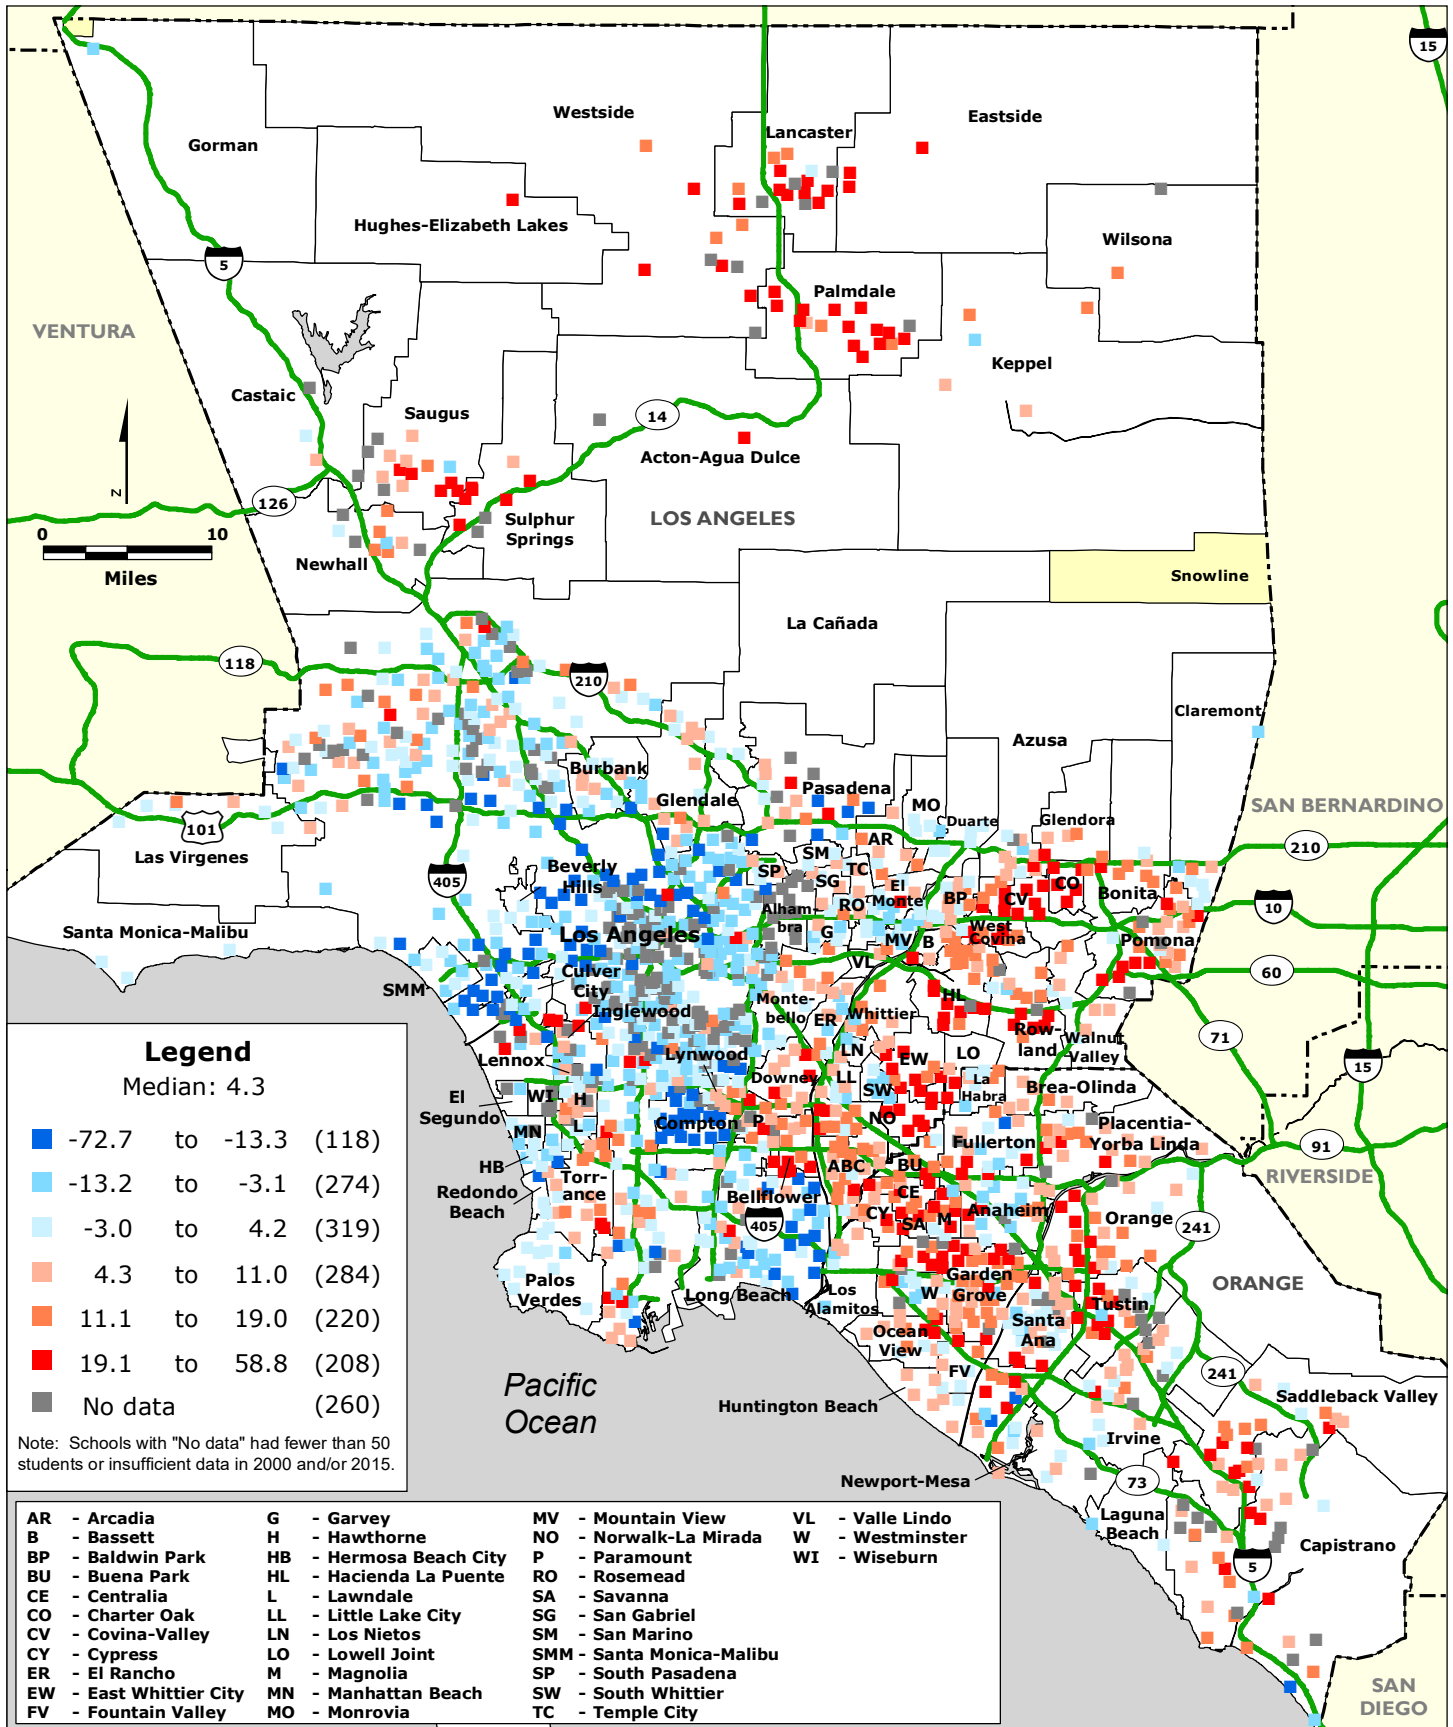 15
Westside
Lancaster
Eastside
Gorman
Hughes-Elizabeth Lakes
Wilsona
5
Palmdale
VENTURA
Keppel
Castaic
Saugus
14
Acton-Agua Dulce
N
126
LOS ANGELES
Sulphur
Springs
0 10
Miles
Newhall
Snowline
La Cañada
118
210
Claremont
Azusa
Burbank
Pasadena
Glendale
MO
SAN BERNARDINO
Duarte
Glendora
101
AR
210
Las Virgenes
SM
Beverly
Hills
SP
TC
405
SG
El
Monte
CO
Bonita
BP
CV
RO
10
Alham-
bra
Santa Monica-Malibu
Los Angeles
G
MV
B
West
Covina
Pomona
VL
60
Culver
City
SMM
HL
Monte-
bello
Inglewood
ER
Whittier
Row-
land
Walnut
Valley
71
Legend
Median: 4.3
-72.7 to -13.3 (118)
-13.2 to -3.1 (274)
-3.0 to 4.2 (319)
4.3 to 11.0 (284)
11.1 to 19.0 (220)
19.1 to 58.8 (208)
No data (260)
Note: Schools with "No data" had fewer than 50
students or insufficient data in 2000 and/or 2015.
Lennox
Lynwood
LN
EW
LO
15
Downey
LL
SW
La
Habra
Brea-Olinda
El
Segundo
WI
H
Compton
P
NO
Placentia-
Yorba Linda
MN
L
Fullerton
91
HB
ABC
BU
RIVERSIDE
Torr-
ance
Redondo
Beach
Bellflower
CE
CY
SA
M
Anaheim
Orange
241
405
Palos
Verdes
Long Beach
Los
Alamitos
Garden
Grove
W
ORANGE
Tustin
Santa
Ana
Ocean
View
FV
241
Pacific
Ocean
Huntington Beach
Saddleback Valley
Irvine
Newport-Mesa
73
Laguna
Beach
Capistrano
5
SAN
DIEGO
AR - Arcadia
B - Bassett
BP - Baldwin Park
BU - Buena Park
CE - Centralia
CO - Charter Oak
CV - Covina-Valley
CY - Cypress
ER - El Rancho
EW - East Whittier City
FV - Fountain Valley
G - Garvey
H - Hawthorne
HB - Hermosa Beach City
HL - Hacienda La Puente
L - Lawndale
LL - Little Lake City
LN - Los Nietos
LO - Lowell Joint
M - Magnolia
MN - Manhattan Beach
MO - Monrovia
MV - Mountain View
NO - Norwalk-La Mirada
P - Paramount
RO - Rosemead
SA - Savanna
SG - San Gabriel
SM - San Marino
SMM - Santa Monica-Malibu
SP - South Pasadena
SW - South Whittier
TC - Temple City
VL - Valle Lindo
W - Westminster
WI - Wiseburn